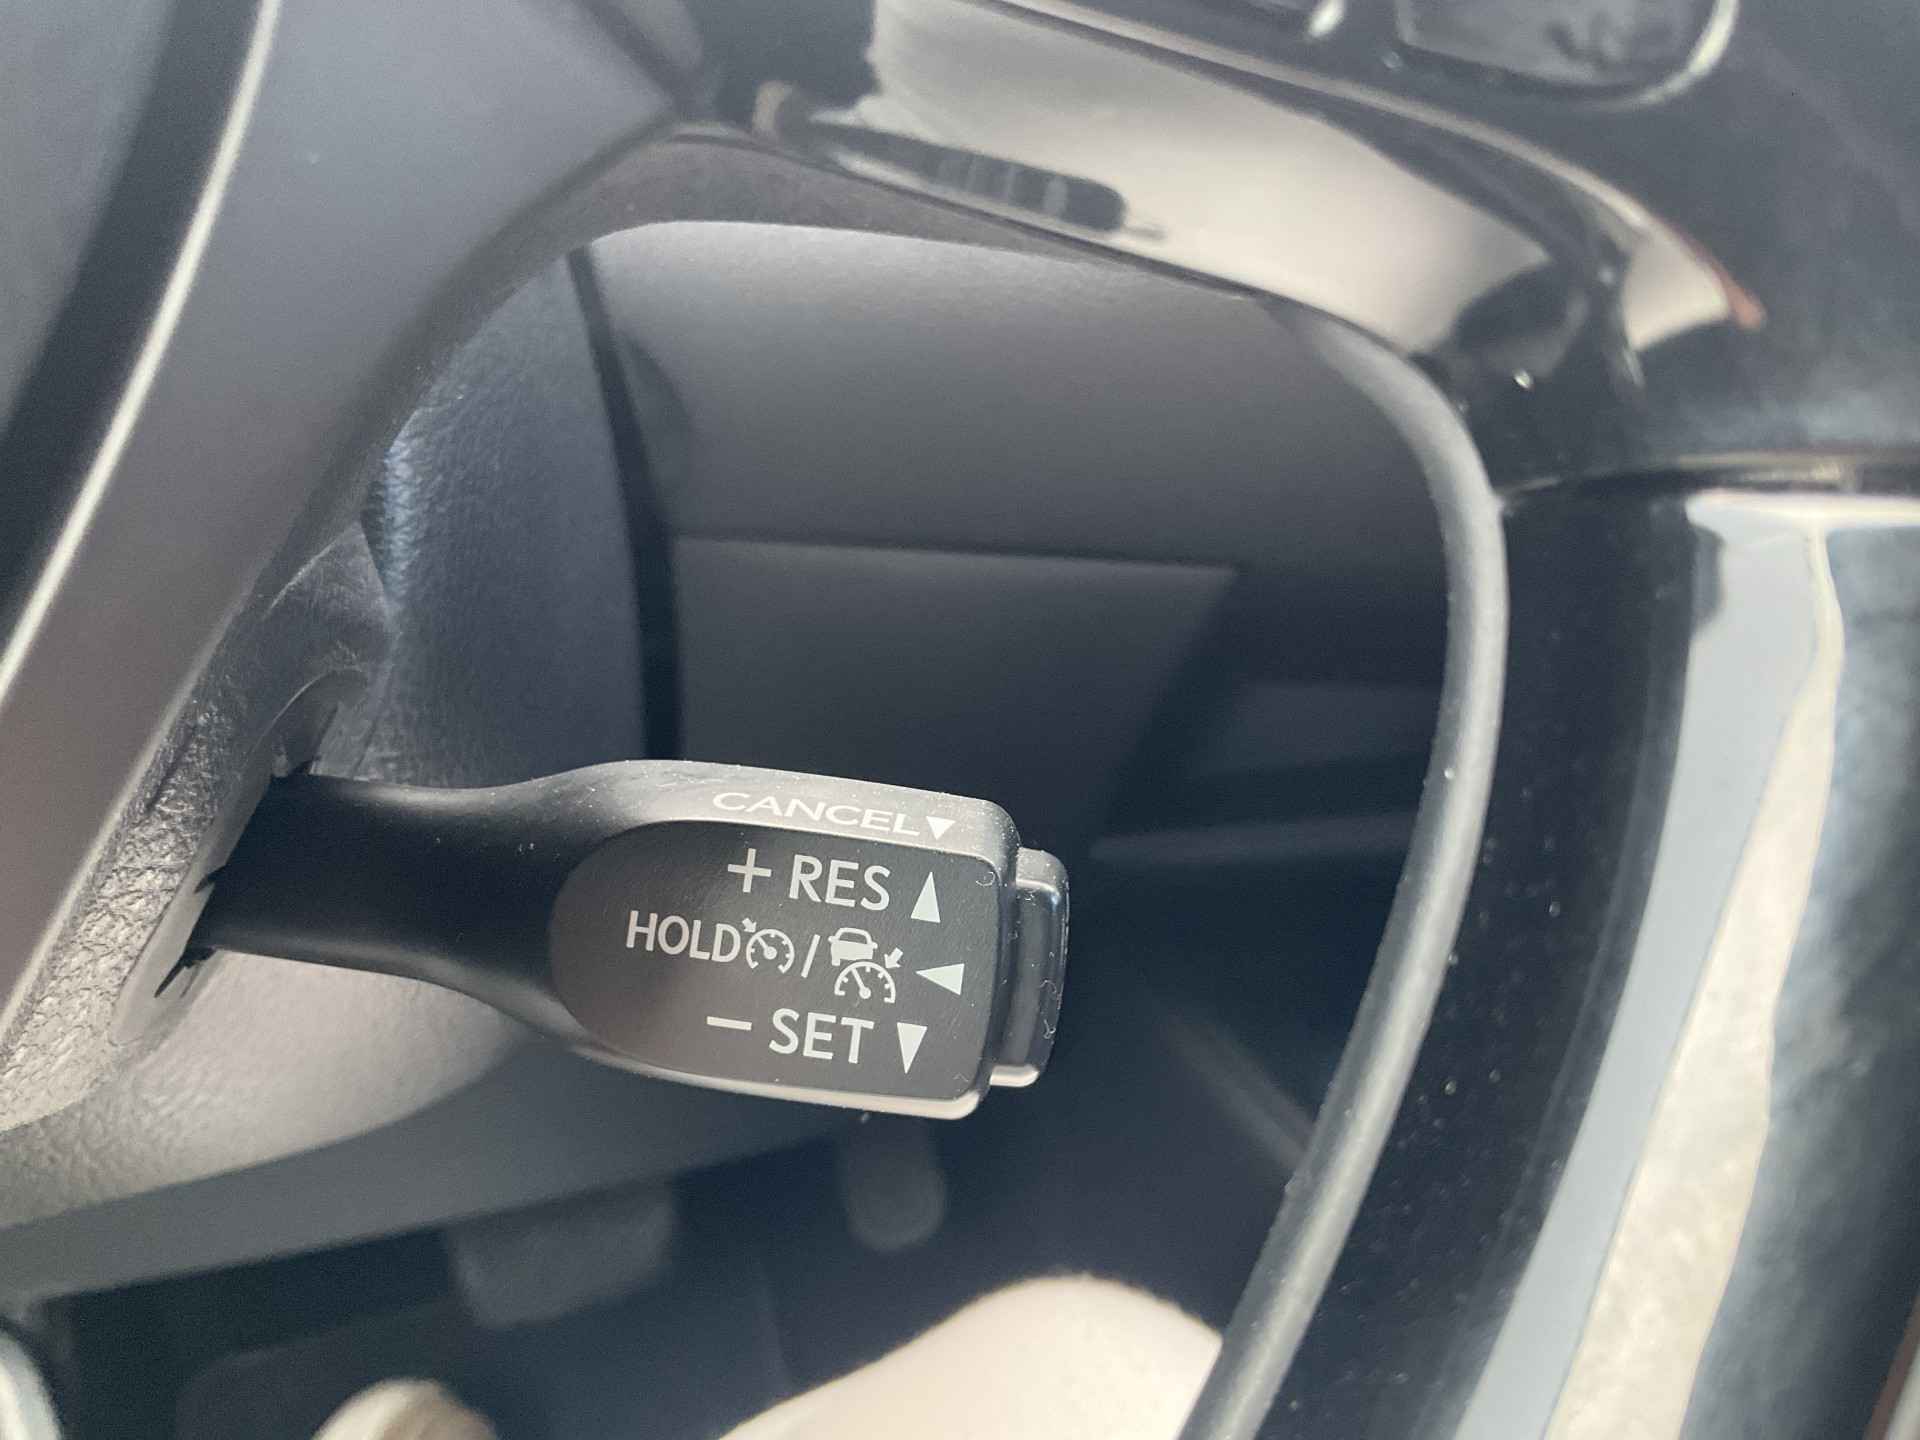 CANCEL▼
+ RES ▲
HOLD / ◀
− SET ▼